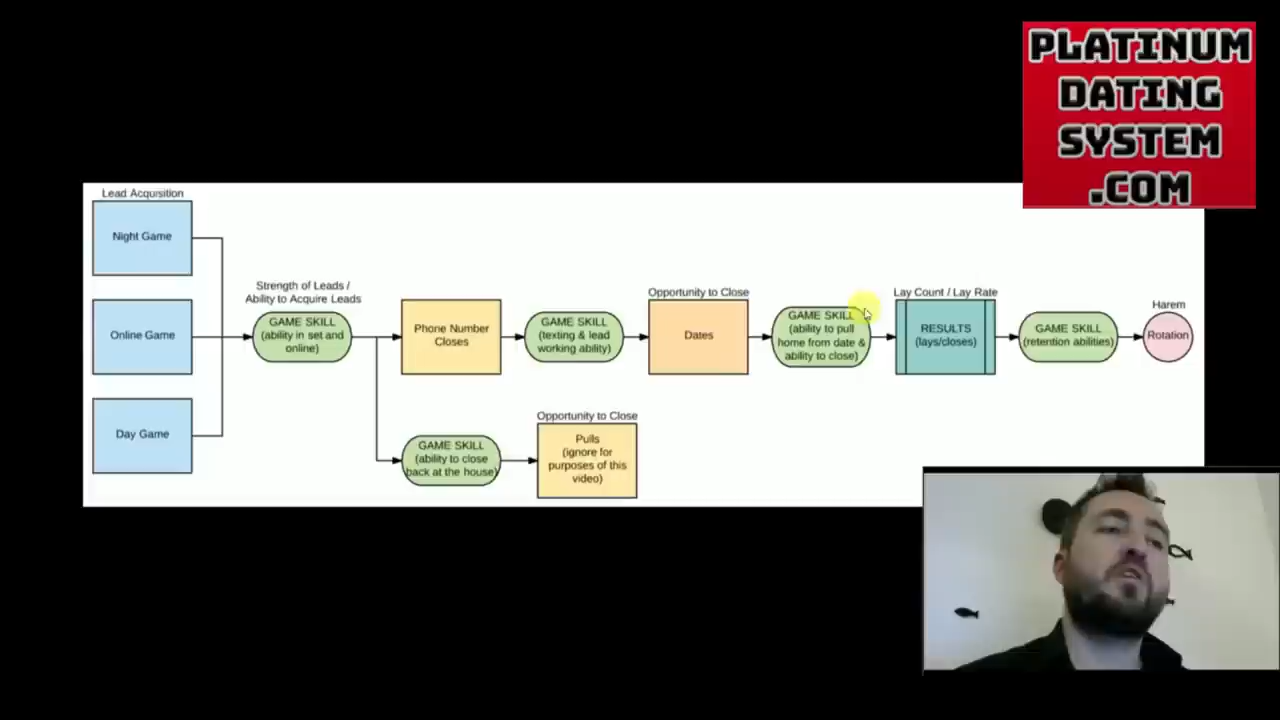 PLATINUM
DATING
SYSTEM
.COM
Lead Acquisition
Night Game
Online Game
Day Game
Strength of Leads /
Ability to Acquire Leads
GAME SKILL
(ability in set and
online)
Phone Number
Closes
GAME SKILL
(texting & lead
working ability)
Opportunity to Close
Dates
GAME SKILL
(ability to pull
home from date &
ability to close)
Lay Count / Lay Rate
RESULTS
(lays/closes)
GAME SKILL
(retention abilities)
Harem
Rotation
GAME SKILL
(ability to close
back at the house)
Opportunity to Close
Pulls
(ignore for
purposes of this
video)